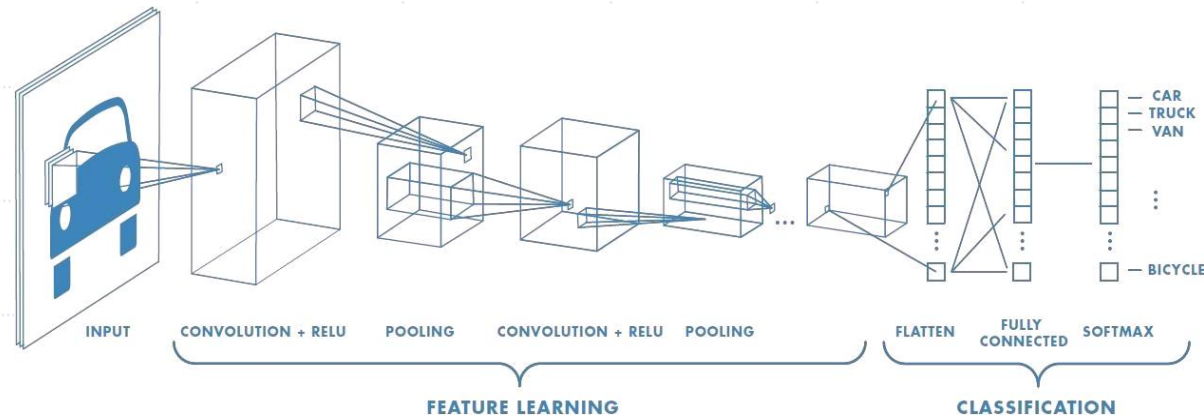 CAR
TRUCK
VAN
BICYCLE
INPUT
CONVOLUTION + RELU
POOLING
CONVOLUTION + RELU
POOLING
FLATTEN
FULLY
CONNECTED
SOFTMAX
FEATURE LEARNING
CLASSIFICATION